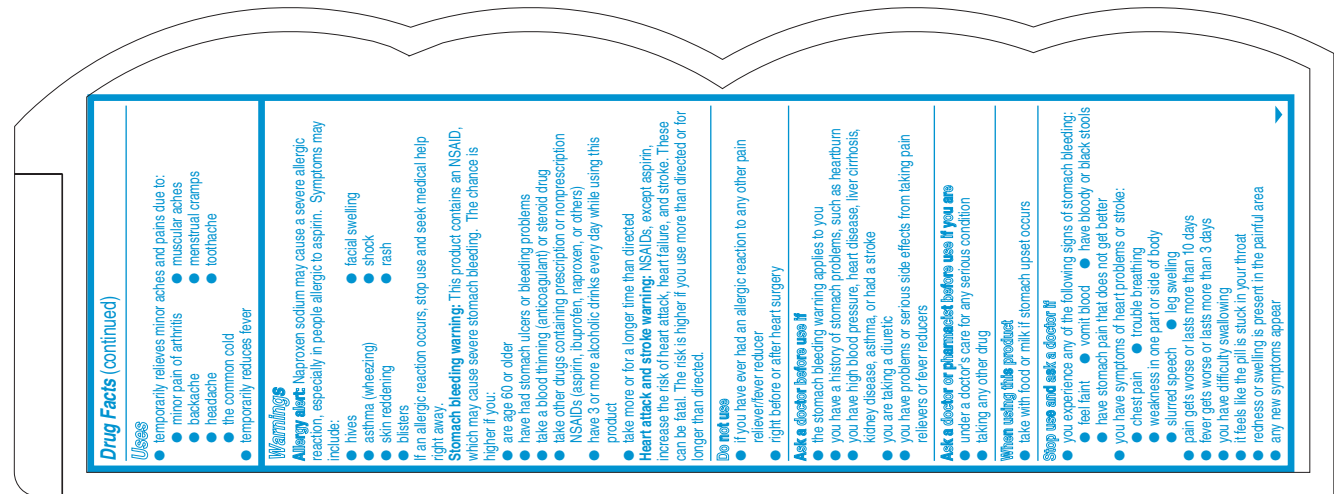 Drug Facts (continued)
Uses
● temporarily relieves minor aches and pains due to:
● minor pain of arthritis ● muscular aches
● backache ● menstrual cramps
● headache ● toothache
● the common cold
● temporarily reduces fever
Warnings
Allergy alert: Naproxen sodium may cause a severe allergic
reaction, especially in people allergic to aspirin. Symptoms may
include:
● hives ● facial swelling
● asthma (wheezing) ● shock
● skin reddening ● rash
● blisters
If an allergic reaction occurs, stop use and seek medical help
right away.
Stomach bleeding warning: This product contains an NSAID,
which may cause severe stomach bleeding. The chance is
higher if you:
● are age 60 or older
● have had stomach ulcers or bleeding problems
● take a blood thinning (anticoagulant) or steroid drug
● take other drugs containing prescription or nonprescription
NSAIDs (aspirin, ibuprofen, naproxen, or others)
● have 3 or more alcoholic drinks every day while using this
product
● take more or for a longer time than directed
Heart attack and stroke warning: NSAIDs, except aspirin,
increase the risk of heart attack, heart failure, and stroke. These
can be fatal. The risk is higher if you use more than directed or for
longer than directed.
Do not use
● if you have ever had an allergic reaction to any other pain
reliever/fever reducer
● right before or after heart surgery
Ask a doctor before use if
● the stomach bleeding warning applies to you
● you have a history of stomach problems, such as heartburn
● you have high blood pressure, heart disease, liver cirrhosis,
kidney disease, asthma, or had a stroke
● you are taking a diuretic
● you have problems or serious side effects from taking pain
relievers or fever reducers
Ask a doctor or pharmacist before use if you are
● under a doctor's care for any serious condition
● taking any other drug
When using this product
● take with food or milk if stomach upset occurs
Stop use and ask a doctor if
● you experience any of the following signs of stomach bleeding:
● feel faint ● vomit blood ● have bloody or black stools
● have stomach pain that does not get better
● you have symptoms of heart problems or stroke:
● chest pain ● trouble breathing
● weakness in one part or side of body
● slurred speech ● leg swelling
● pain gets worse or lasts more than 10 days
● fever gets worse or lasts more than 3 days
● you have difficulty swallowing
● it feels like the pill is stuck in your throat
● redness or swelling is present in the painful area
● any new symptoms appear